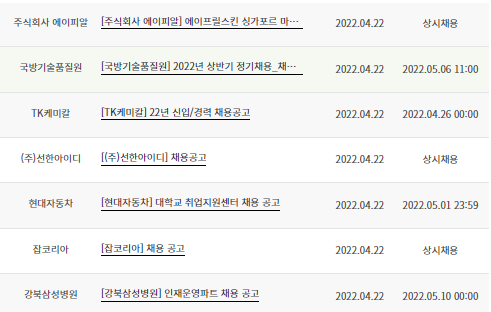 주식회사 에이피알 [주식회사 에이피알] 에이프릴스킨 싱가포르 마… 2022.04.22 상시채용
국방기술품질원 [국방기술품질원] 2022년 상반기 정기채용_채… 2022.04.22 2022.05.06 11:00
TK케미칼 [TK케미칼] 22년 신입/경력 채용공고 2022.04.22 2022.04.26 00:00
(주)선한아이디 [(주)선한아이디] 채용공고 2022.04.22 상시채용
현대자동차 [현대자동차] 대학교 취업지원센터 채용 공고 2022.04.22 2022.05.01 23:59
잡코리아 [잡코리아] 채용 공고 2022.04.22 상시채용
강북삼성병원 [강북삼성병원] 인재운영파트 채용 공고 2022.04.22 2022.05.10 00:00